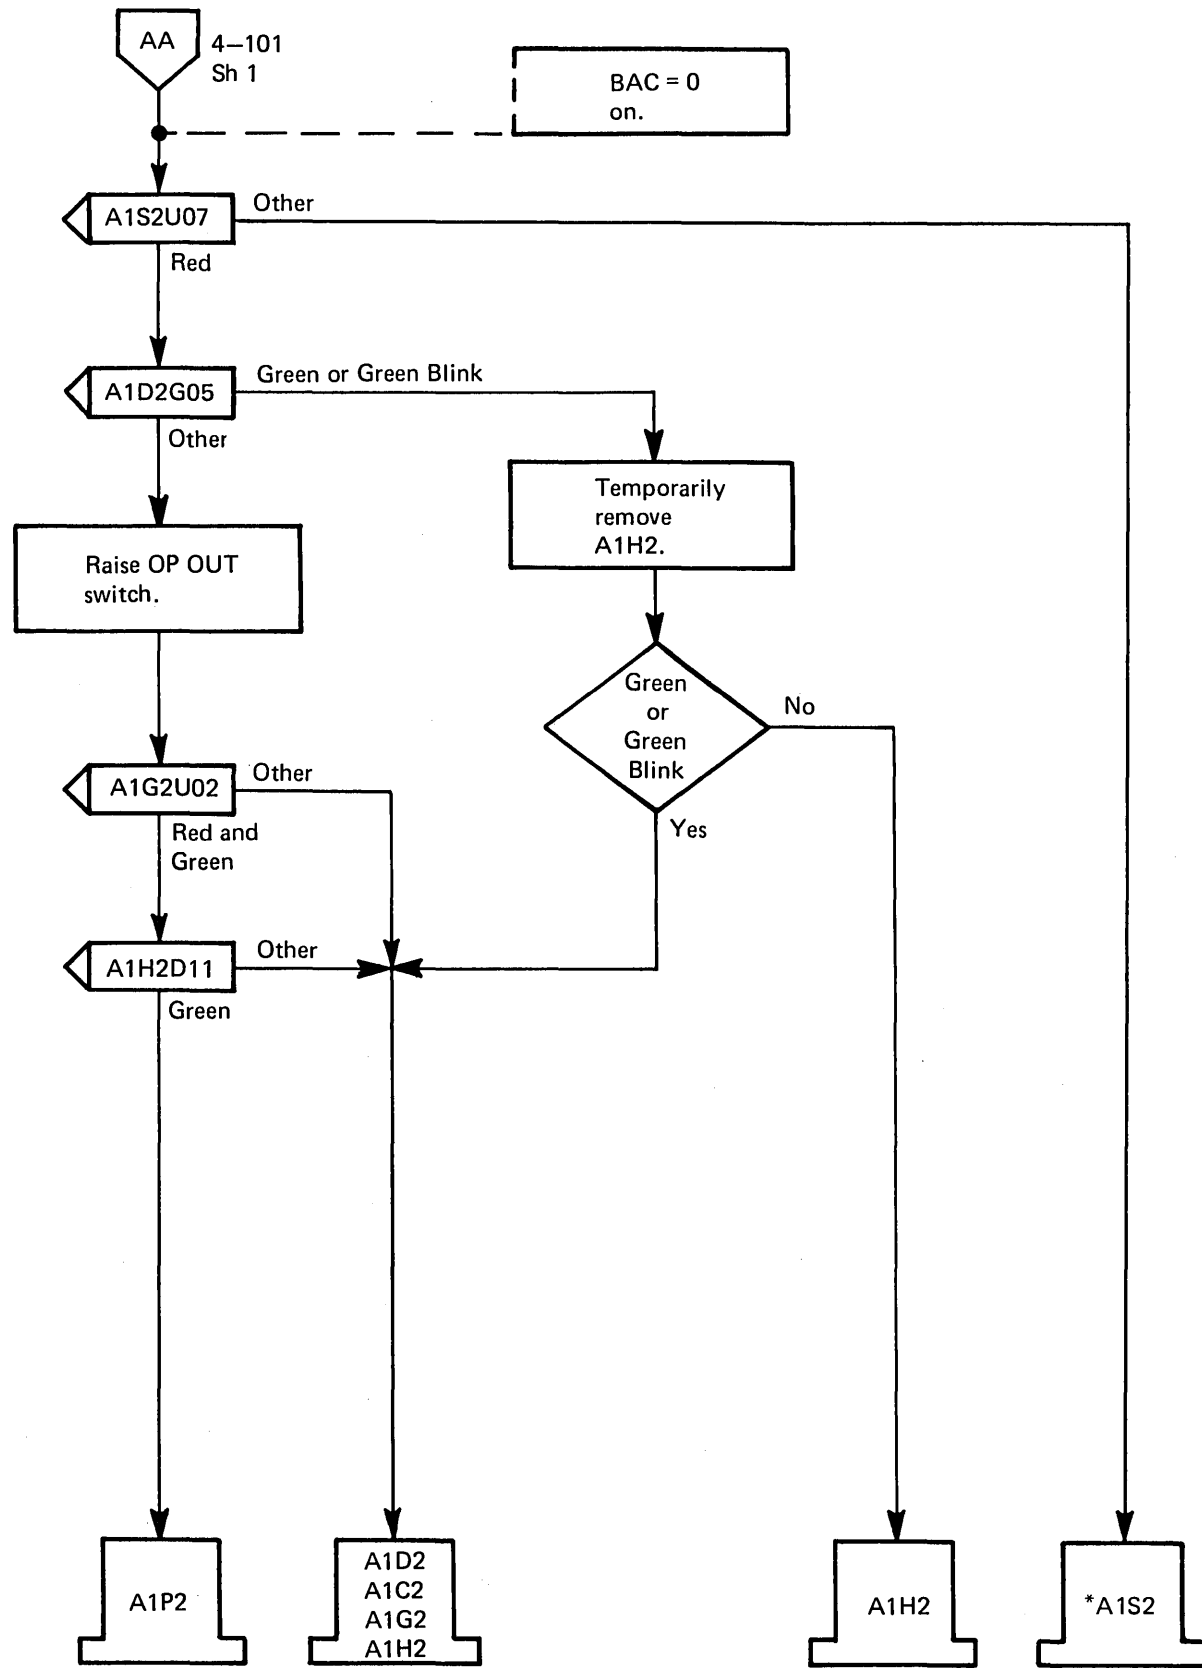 AA
4–101
Sh 1
BAC = 0
on.
A1S2U07
Other
Red
A1D2G05
Green or Green Blink
Other
Temporarily
remove
A1H2.
Raise OP OUT
switch.
Green
or
Green
Blink
No
Yes
A1G2U02
Other
Red and
Green
A1H2D11
Other
Green
A1P2
A1D2
A1C2
A1G2
A1H2
A1H2
*A1S2